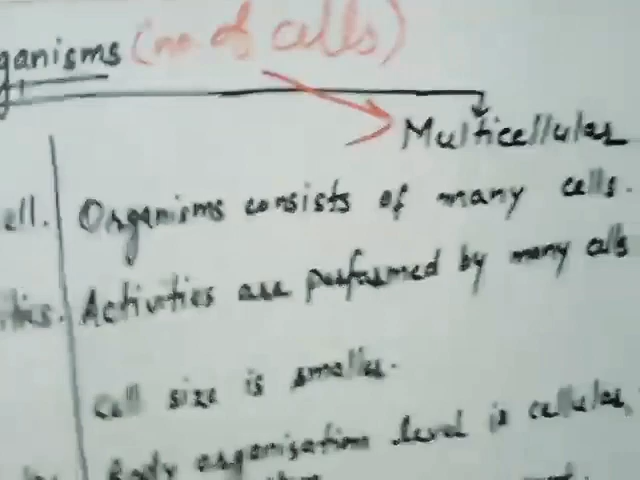 ganisms (no of cells)
Multicellular
ell. Organisms consists of many cells.
ities. Activities are performed by many cells
Cell size is smaller.
Body organisation level is cellular,